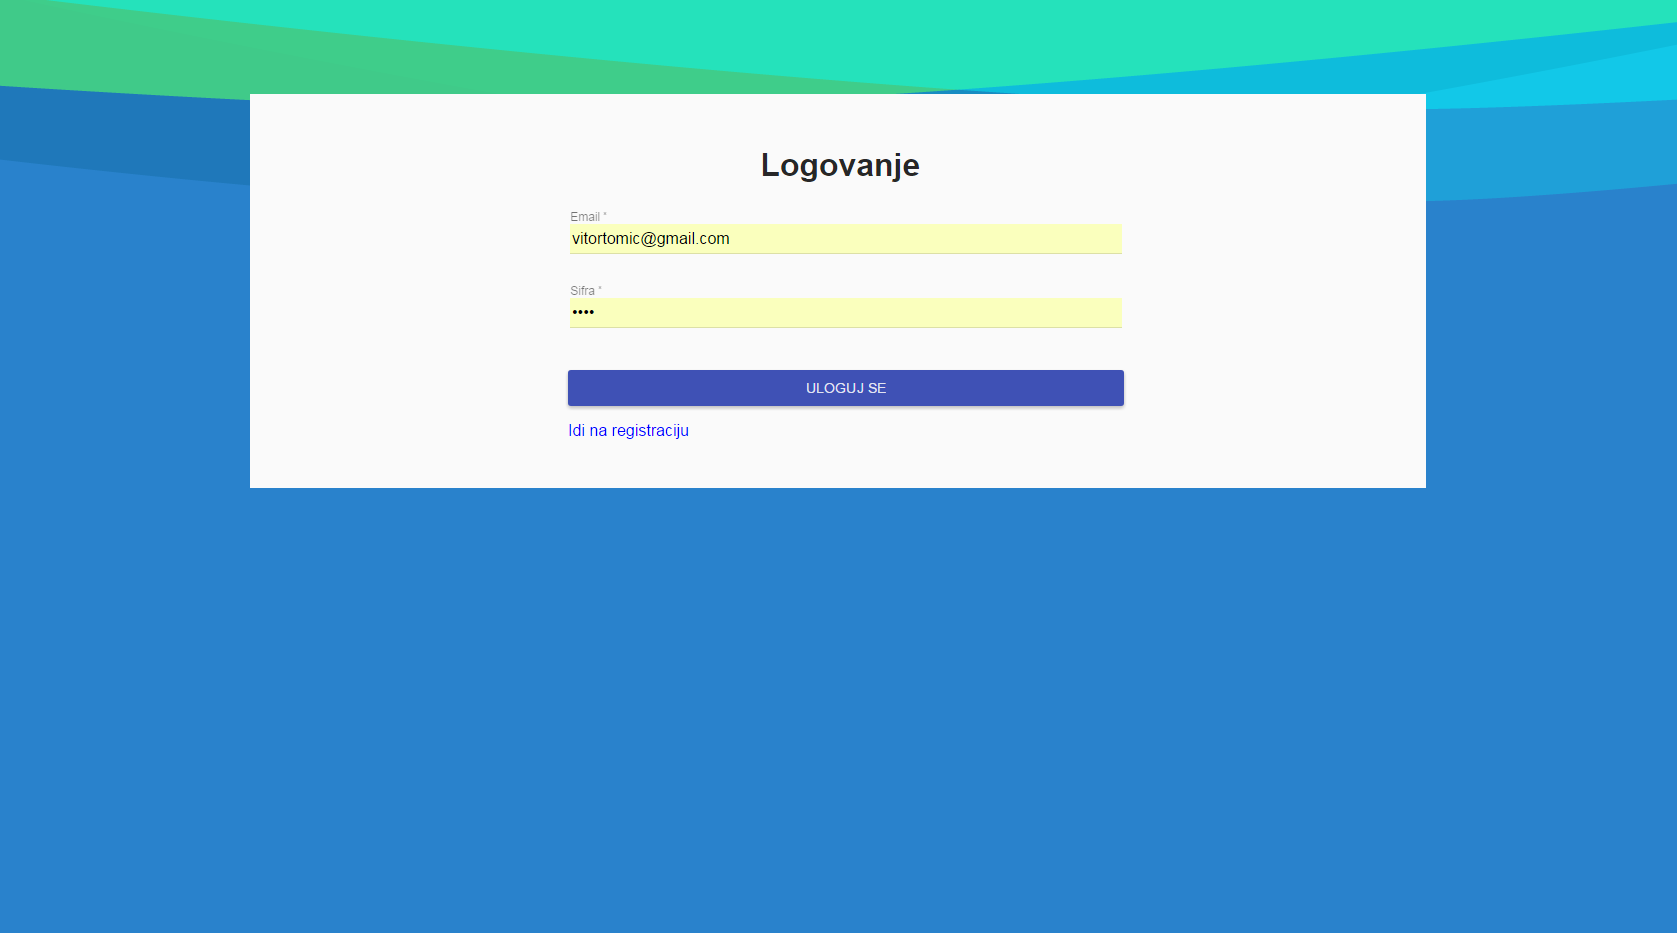 Logovanje
Email *
vitortomic@gmail.com
Sifra *
••••
ULOGUJ SE
Idi na registraciju